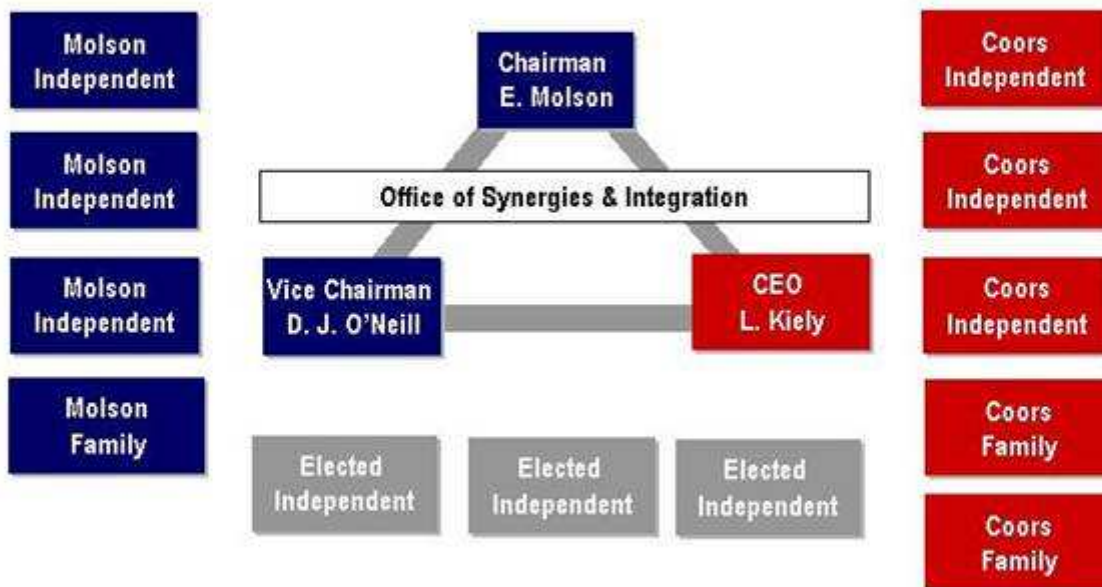 Molson
Independent
Molson
Independent
Molson
Independent
Molson
Family
Chairman
E. Molson
Office of Synergies & Integration
Vice Chairman
D. J. O'Neill
CEO
L. Kiely
Elected
Independent
Elected
Independent
Elected
Independent
Coors
Independent
Coors
Independent
Coors
Independent
Coors
Family
Coors
Family